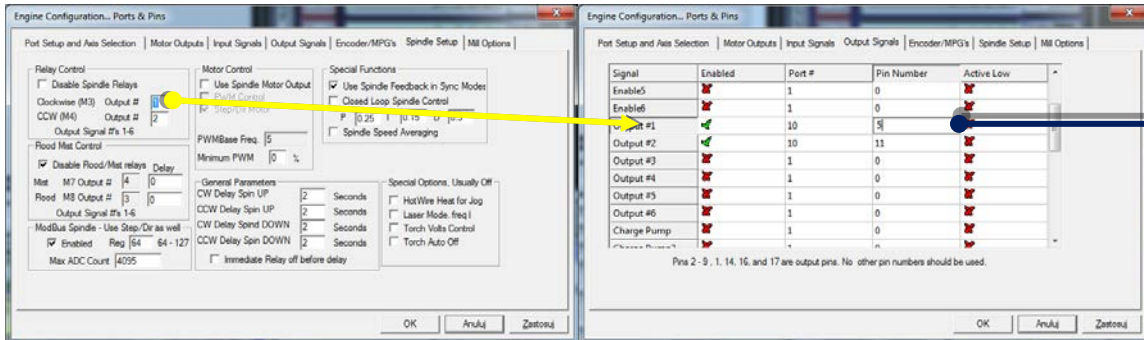 Engine Configuration... Ports & Pins
Port Setup and Axis Selection | Motor Outputs | Input Signals | Output Signals | Encoder/MPG's | Spindle Setup | Mill Options
Relay Control
Disable Spindle Relays
Clockwise (M3) Output # 1
CCW (M4) Output # 2
Output Signal #'s 1-6
Flood Mist Control
Disable Flood/Mist relays Delay
Mist M7 Output # 4 0
Flood M8 Output # 3 0
Output Signal #'s 1-6
ModBus Spindle - Use Step/Dir as well
Enabled Reg 64 64 - 127
Max ADC Count 4095
Motor Control
Use Spindle Motor Output
PWM Control
Step/Dir Motor
PWMBase Freq. 5
Minimum PWM 0 %
General Parameters
CW Delay Spin UP 2 Seconds
CCW Delay Spin UP 2 Seconds
CW Delay Spind DOWN 2 Seconds
CCW Delay Spin DOWN 2 Seconds
Immediate Relay off before delay
Special Functions
Use Spindle Feedback in Sync Modes
Closed Loop Spindle Control
P 0.25 I D
Spindle Speed Averaging
Special Options, Usually Off
HotWire Heat for Jog
Laser Mode. freq
Torch Volts Control
Torch Auto Off
OK Anuluj Zastosuj
Engine Configuration... Ports & Pins
Port Setup and Axis Selection | Motor Outputs | Input Signals | Output Signals | Encoder/MPG's | Spindle Setup | Mill Options
Signal Enabled Port # Pin Number Active Low
Enable5 1 0
Enable6 1 0
Output #1 10 5
Output #2 10 11
Output #3 1 0
Output #4 1 0
Output #5 1 0
Output #6 1 0
Charge Pump 1 0
Charge Pump2 1 0
Pins 2 - 9 , 1, 14, 16, and 17 are output pins. No other pin numbers should be used.
OK Anuluj Zastosuj